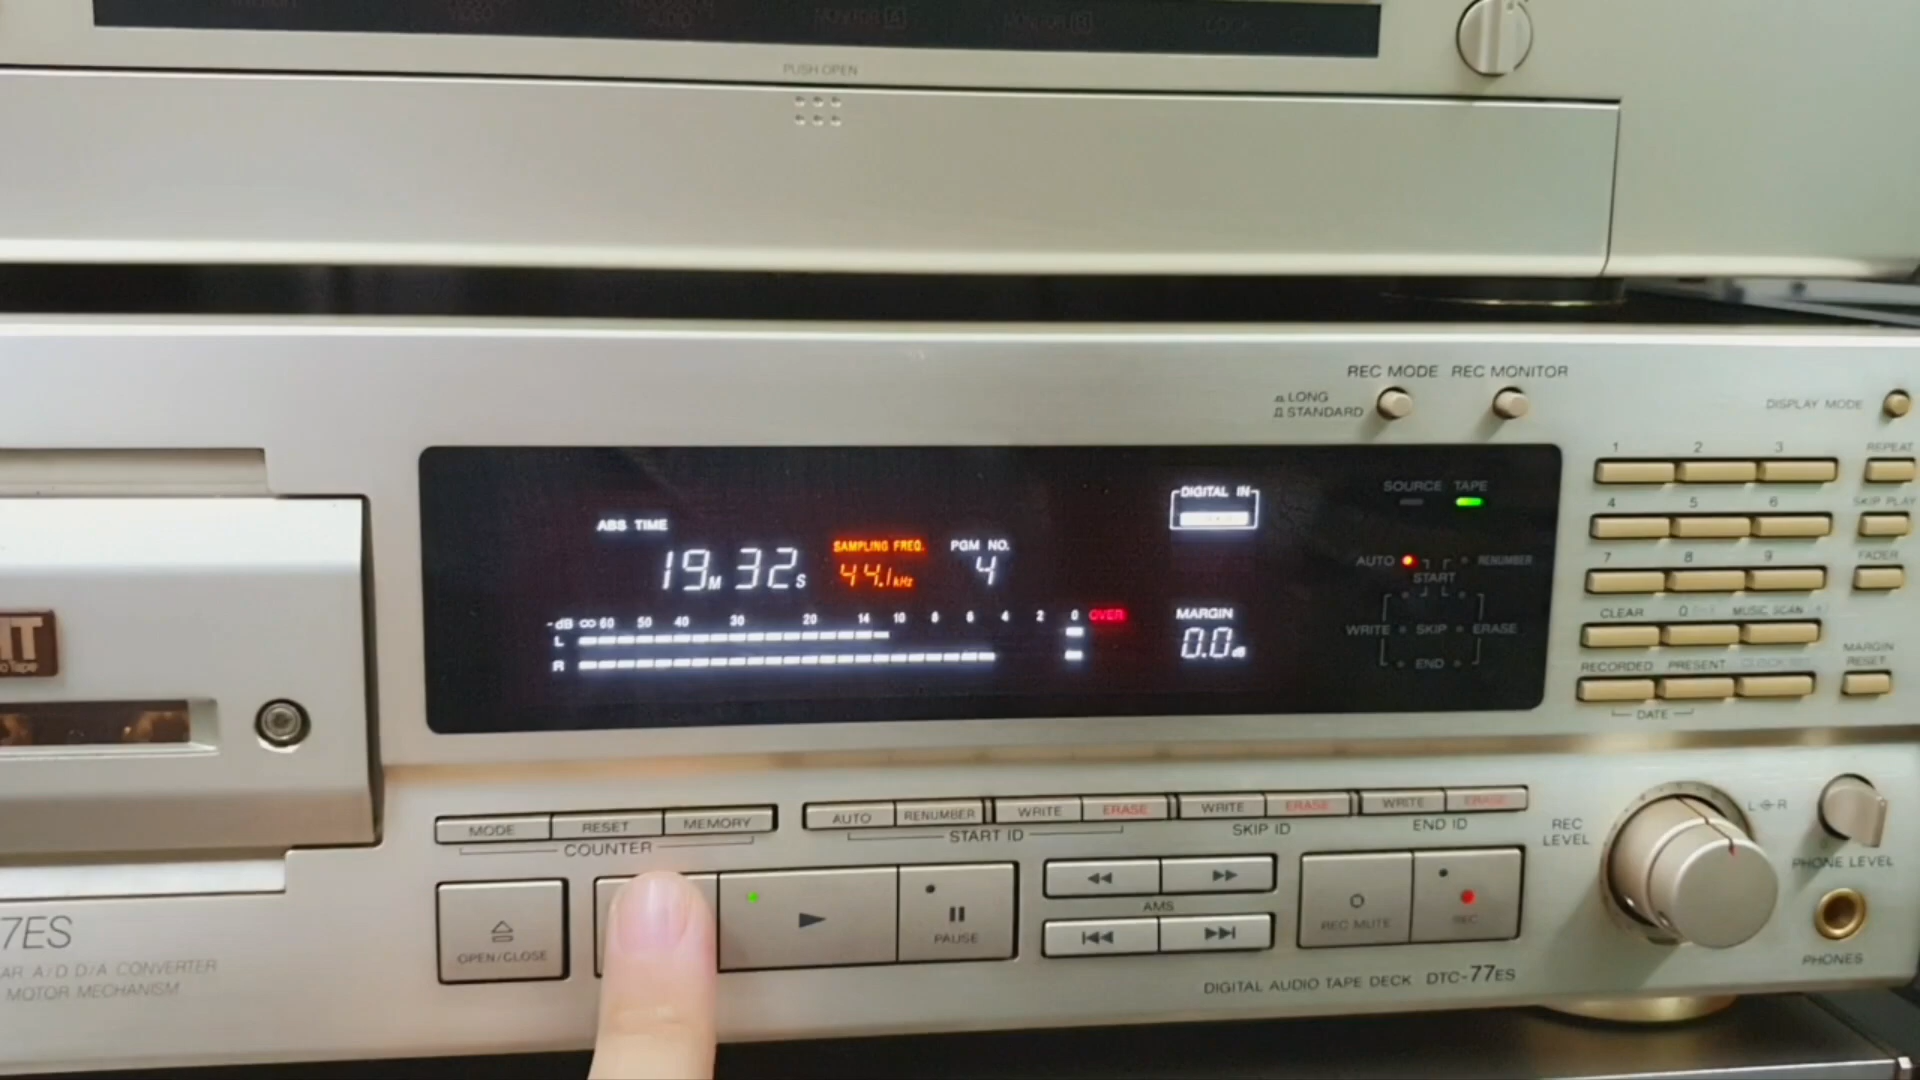 MONITOR A
PUSH OPEN
REC MODE REC MONITOR
LONG
STANDARD
DISPLAY MODE
1 2 3
REPEAT
SOURCE TAPE
4 5 6
SKIP PLAY
DIGITAL IN
ABS TIME
SAMPLING FREQ.
PGM NO.
19M 32S
44.1kHz
4
AUTO
RENUMBER
START
7 8 9
FADER
-dB ∞ 60 50 40 30 20 14 10 8 6 4 2 0 OVER
L
R
MARGIN
0.0 dB
WRITE SKIP ERASE
END
CLEAR 0 MUSIC SCAN
RECORDED PRESENT
MARGIN
RESET
DATE
MODE RESET MEMORY
COUNTER
AUTO RENUMBER WRITE ERASE
START ID
WRITE ERASE
SKIP ID
WRITE ERASE
END ID
REC
LEVEL
L R
PHONE LEVEL
OPEN/CLOSE
PAUSE
AMS
REC MUTE
REC
PHONES
7ES
AR A/D D/A CONVERTER
MOTOR MECHANISM
DIGITAL AUDIO TAPE DECK DTC-77ES